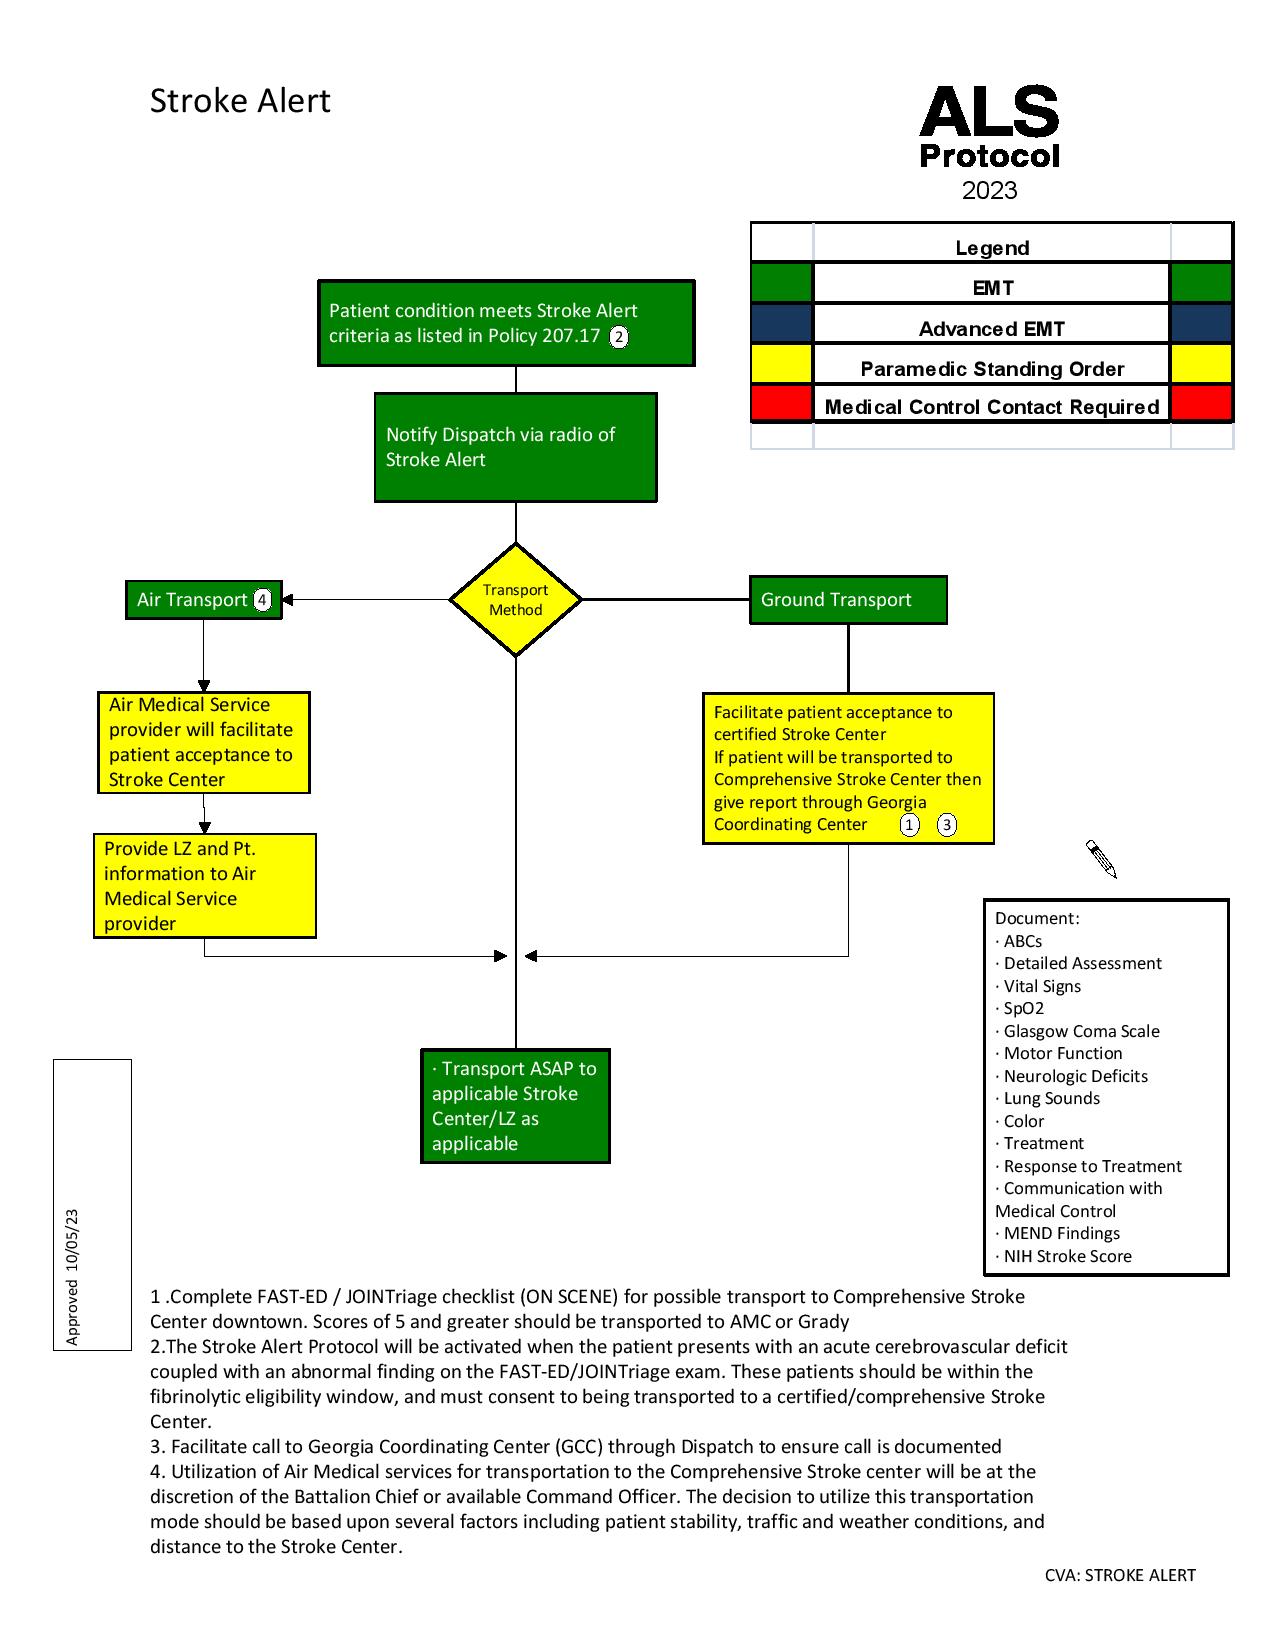 Stroke Alert
ALS
Protocol
2023
Legend
EMT
Advanced EMT
Paramedic Standing Order
Medical Control Contact Required
Patient condition meets Stroke Alert
criteria as listed in Policy 207.17 2
Notify Dispatch via radio of
Stroke Alert
Transport
Method
Air Transport 4
Ground Transport
Air Medical Service
provider will facilitate
patient acceptance to
Stroke Center
Provide LZ and Pt.
information to Air
Medical Service
provider
Facilitate patient acceptance to
certified Stroke Center
If patient will be transported to
Comprehensive Stroke Center then
give report through Georgia
Coordinating Center 1 3
· Transport ASAP to
applicable Stroke
Center/LZ as
applicable
Document:
· ABCs
· Detailed Assessment
· Vital Signs
· SpO2
· Glasgow Coma Scale
· Motor Function
· Neurologic Deficits
· Lung Sounds
· Color
· Treatment
· Response to Treatment
· Communication with
Medical Control
· MEND Findings
· NIH Stroke Score
Approved 10/05/23
1 .Complete FAST-ED / JOINTriage checklist (ON SCENE) for possible transport to Comprehensive Stroke
Center downtown. Scores of 5 and greater should be transported to AMC or Grady
2.The Stroke Alert Protocol will be activated when the patient presents with an acute cerebrovascular deficit
coupled with an abnormal finding on the FAST-ED/JOINTriage exam. These patients should be within the
fibrinolytic eligibility window, and must consent to being transported to a certified/comprehensive Stroke
Center.
3. Facilitate call to Georgia Coordinating Center (GCC) through Dispatch to ensure call is documented
4. Utilization of Air Medical services for transportation to the Comprehensive Stroke center will be at the
discretion of the Battalion Chief or available Command Officer. The decision to utilize this transportation
mode should be based upon several factors including patient stability, traffic and weather conditions, and
distance to the Stroke Center.
CVA: STROKE ALERT